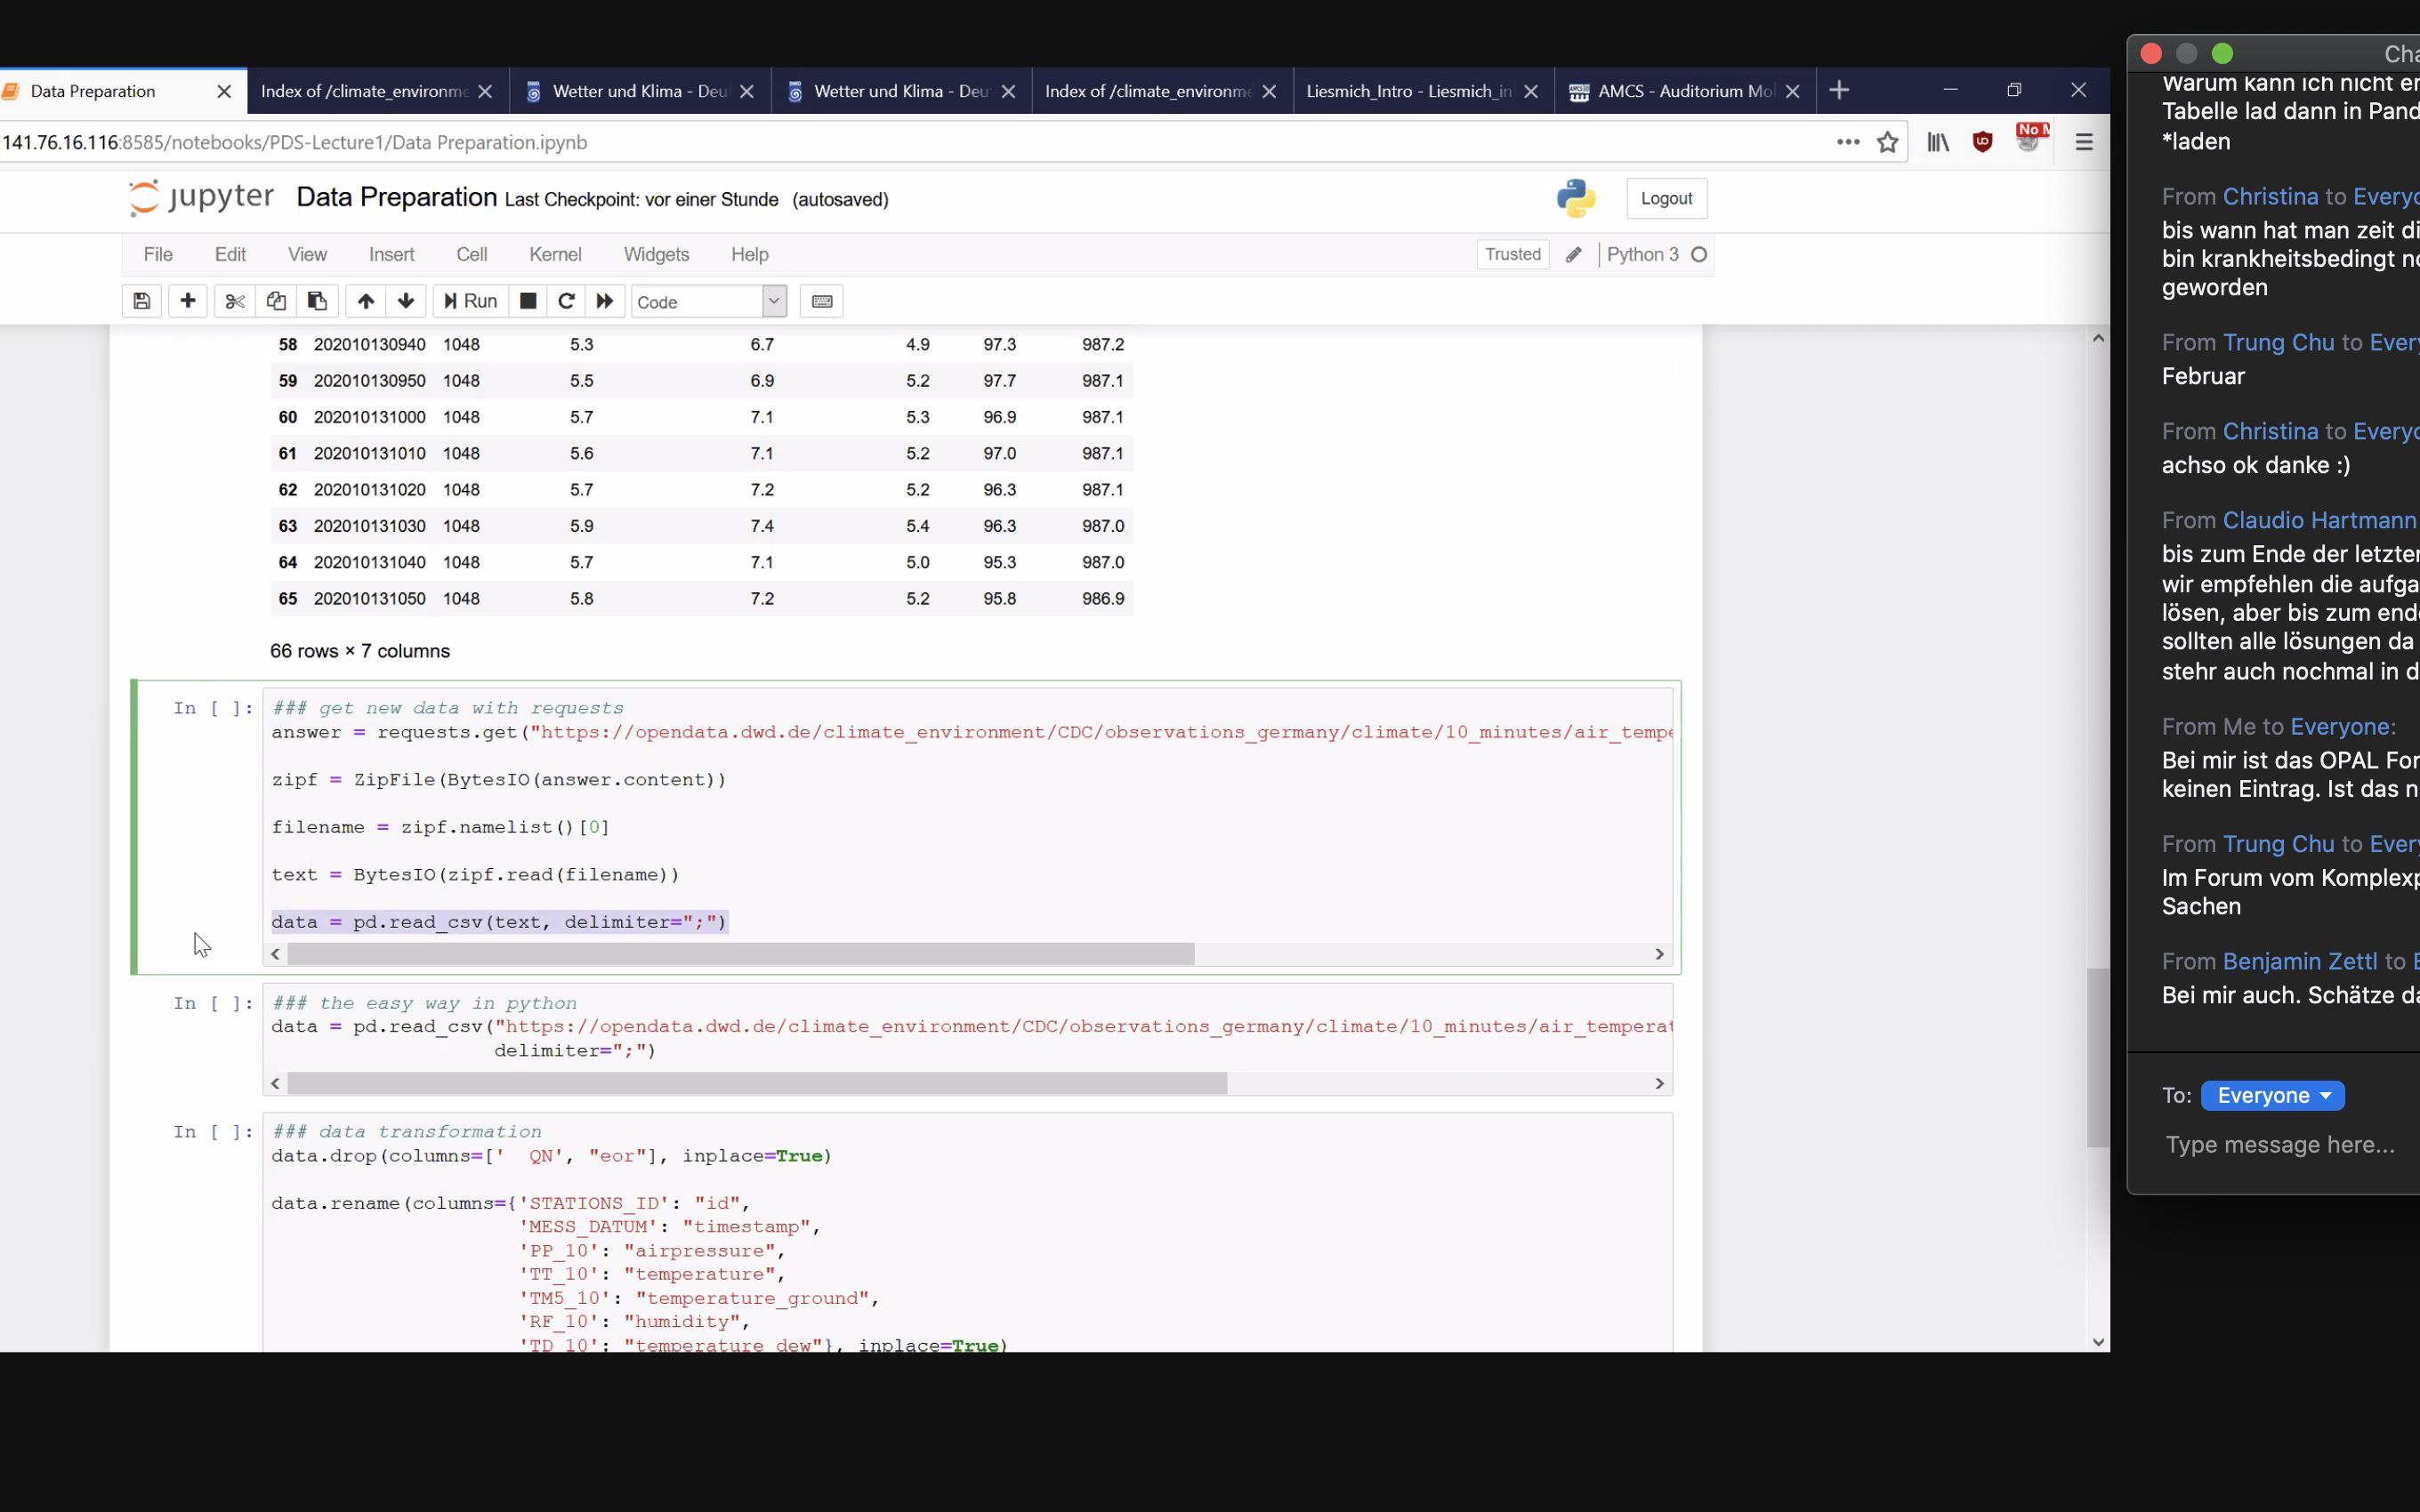 Data Preparation
Index of /climate_environme
Wetter und Klima - Deu
Wetter und Klima - Deu
Index of /climate_environme
Liesmich_Intro - Liesmich_in
AMCS - Auditorium Mo
141.76.16.116:8585/notebooks/PDS-Lecture1/Data Preparation.ipynb
No
jupyter Data Preparation Last Checkpoint: vor einer Stunde (autosaved)
Logout
File Edit View Insert Cell Kernel Widgets Help
Trusted
Python 3
Run
Code
58 202010130940 1048 5.3 6.7 4.9 97.3 987.2
59 202010130950 1048 5.5 6.9 5.2 97.7 987.1
60 202010131000 1048 5.7 7.1 5.3 96.9 987.1
61 202010131010 1048 5.6 7.1 5.2 97.0 987.1
62 202010131020 1048 5.7 7.2 5.2 96.3 987.1
63 202010131030 1048 5.9 7.4 5.4 96.3 987.0
64 202010131040 1048 5.7 7.1 5.0 95.3 987.0
65 202010131050 1048 5.8 7.2 5.2 95.8 986.9
66 rows × 7 columns
In [ ]: ### get new data with requests
answer = requests.get("https://opendata.dwd.de/climate_environment/CDC/observations_germany/climate/10_minutes/air_tempe
zipf = ZipFile(BytesIO(answer.content))
filename = zipf.namelist()[0]
text = BytesIO(zipf.read(filename))
data = pd.read_csv(text, delimiter=";")
In [ ]: ### the easy way in python
data = pd.read_csv("https://opendata.dwd.de/climate_environment/CDC/observations_germany/climate/10_minutes/air_temperat
delimiter=";")
In [ ]: ### data transformation
data.drop(columns=['  QN', "eor"], inplace=True)
data.rename(columns={'STATIONS_ID': "id",
'MESS_DATUM': "timestamp",
'PP_10': "airpressure",
'TT_10': "temperature",
'TM5_10': "temperature_ground",
'RF_10': "humidity",
'TD_10': "temperature_dew"}, inplace=True)
Cha
Warum kann ich nicht er
Tabelle lad dann in Pand
*laden
From Christina to Everyo
bis wann hat man zeit di
bin krankheitsbedingt no
geworden
From Trung Chu to Every
Februar
From Christina to Everyo
achso ok danke :)
From Claudio Hartmann
bis zum Ende der letzter
wir empfehlen die aufga
lösen, aber bis zum ende
sollten alle lösungen da
stehr auch nochmal in d
From Me to Everyone:
Bei mir ist das OPAL For
keinen Eintrag. Ist das n
From Trung Chu to Every
Im Forum vom Komplexp
Sachen
From Benjamin Zettl to E
Bei mir auch. Schätze da
To: Everyone
Type message here...